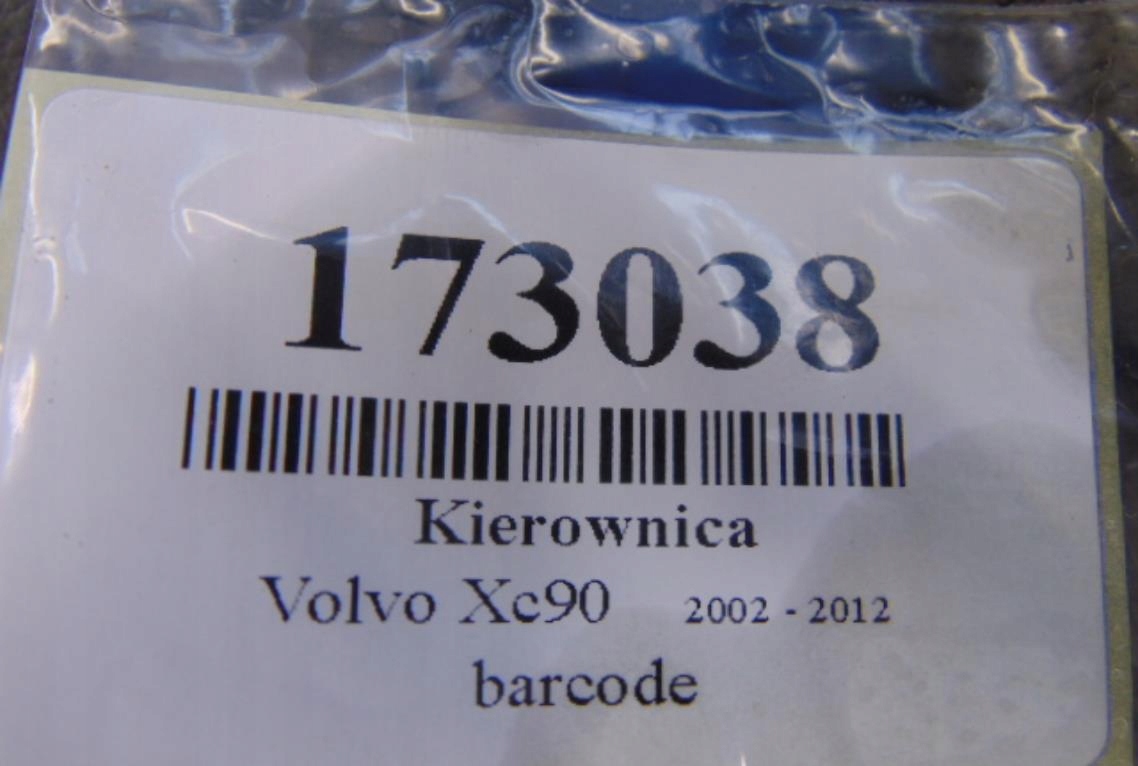 173038
Kierownica
Volvo Xc90 2002 - 2012
barcode